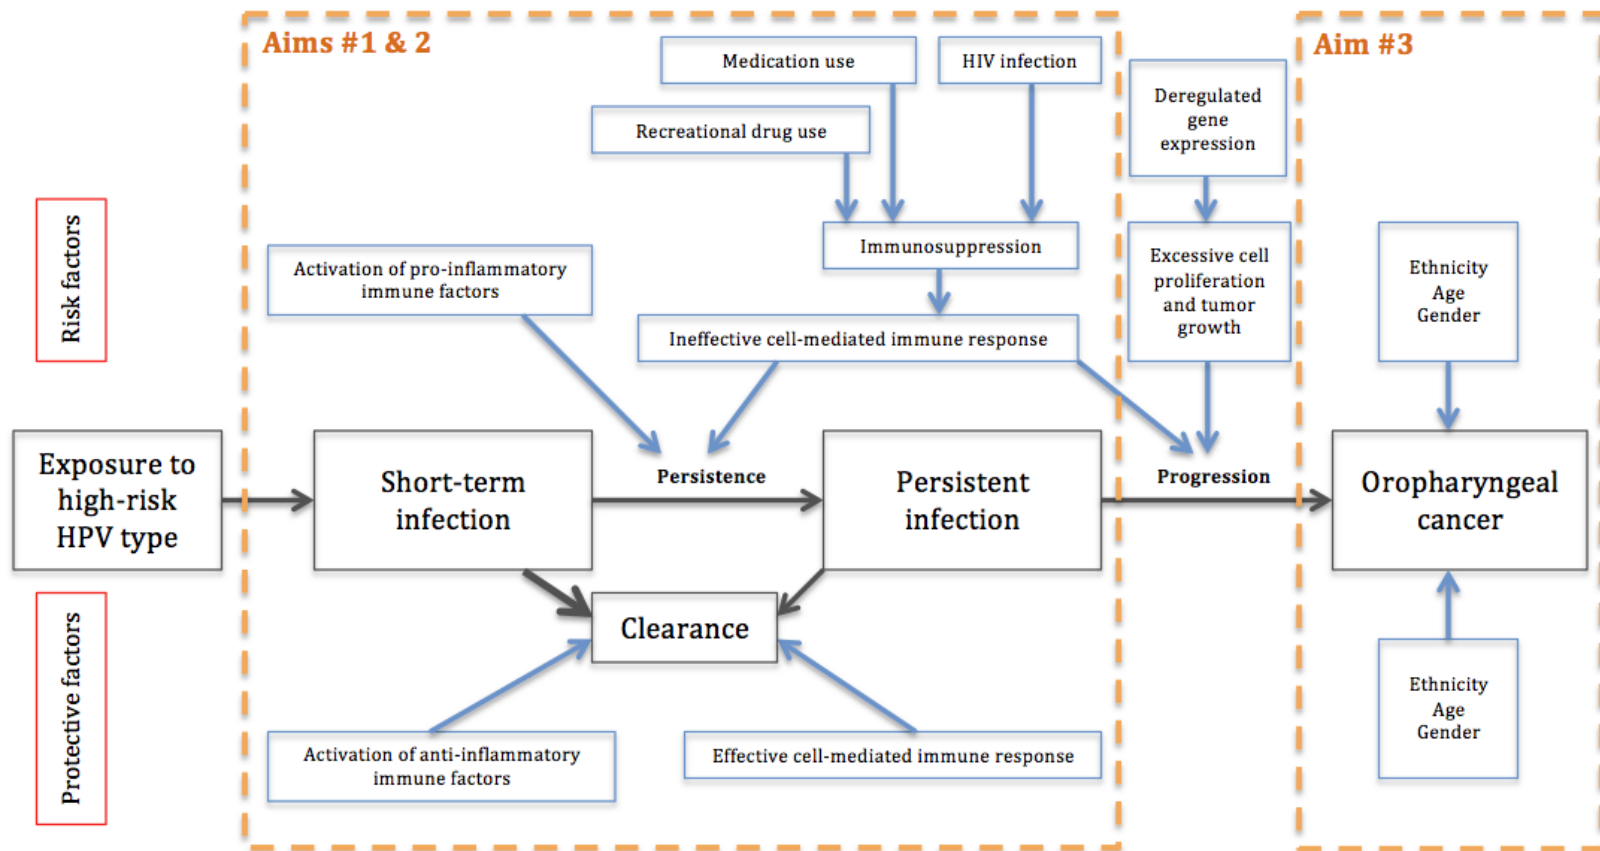 Aims #1 & 2
Aim #3
Medication use
HIV infection
Deregulated
gene
expression
Recreational drug use
Risk factors
Immunosuppression
Activation of pro-inflammatory
immune factors
Excessive cell
proliferation
and tumor
growth
Ethnicity
Age
Gender
Ineffective cell-mediated immune response
Exposure to
high-risk
HPV type
Short-term
infection
Persistence
Persistent
infection
Progression
Oropharyngeal
cancer
Clearance
Protective factors
Activation of anti-inflammatory
immune factors
Effective cell-mediated immune response
Ethnicity
Age
Gender